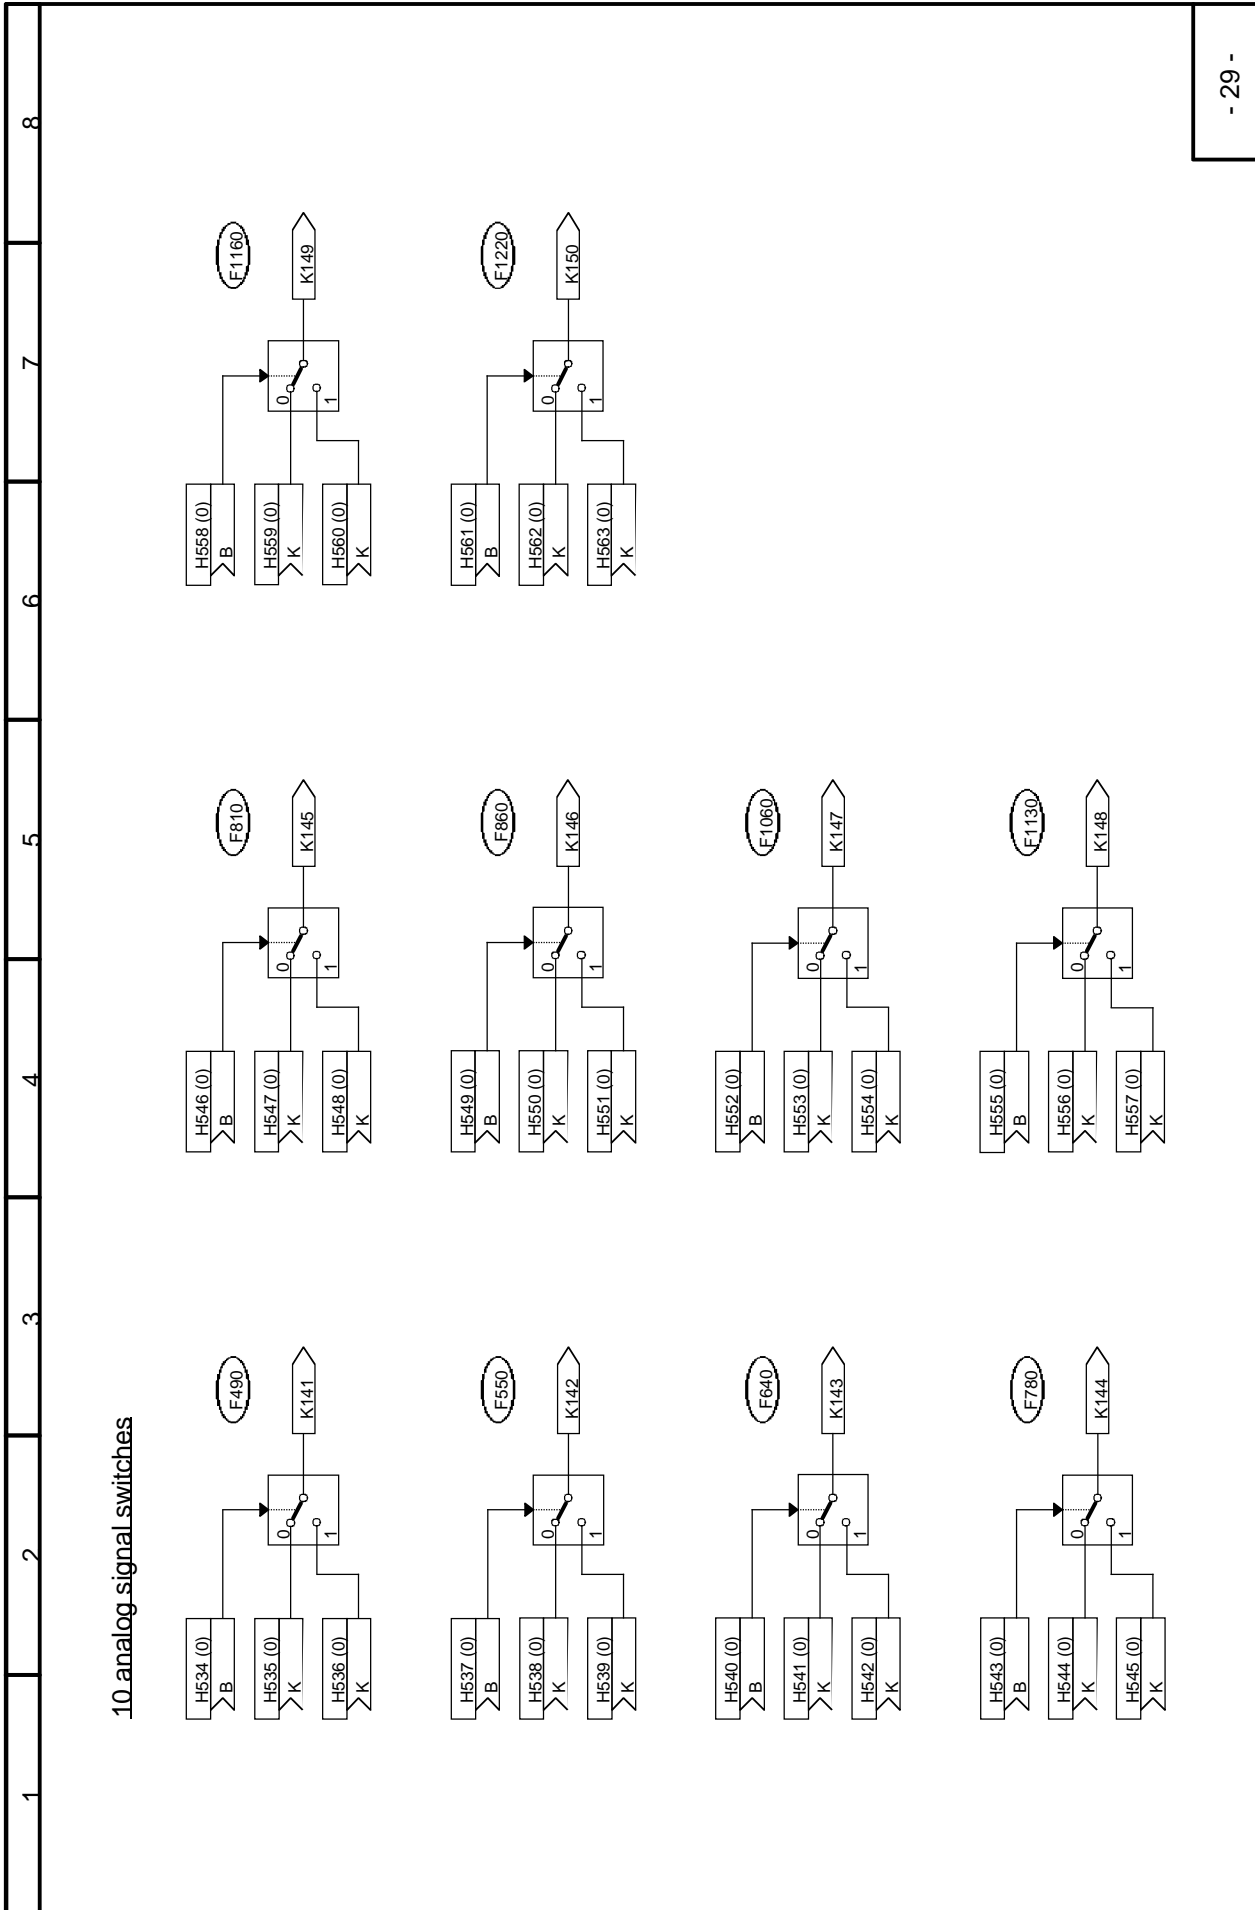 1 2 3 4 5 6 7 8
10 analog signal switches
H534 (0)
B
H535 (0)
K
H536 (0)
K
0
1
F490
K141
H546 (0)
B
H547 (0)
K
H548 (0)
K
0
1
F810
K145
H558 (0)
B
H559 (0)
K
H560 (0)
K
0
1
F1160
K149
H537 (0)
B
H538 (0)
K
H539 (0)
K
0
1
F550
K142
H549 (0)
B
H550 (0)
K
H551 (0)
K
0
1
F860
K146
H561 (0)
B
H562 (0)
K
H563 (0)
K
0
1
F1220
K150
H540 (0)
B
H541 (0)
K
H542 (0)
K
0
1
F640
K143
H552 (0)
B
H553 (0)
K
H554 (0)
K
0
1
F1060
K147
H543 (0)
B
H544 (0)
K
H545 (0)
K
0
1
F780
K144
H555 (0)
B
H556 (0)
K
H557 (0)
K
0
1
F1130
K148
- 29 -